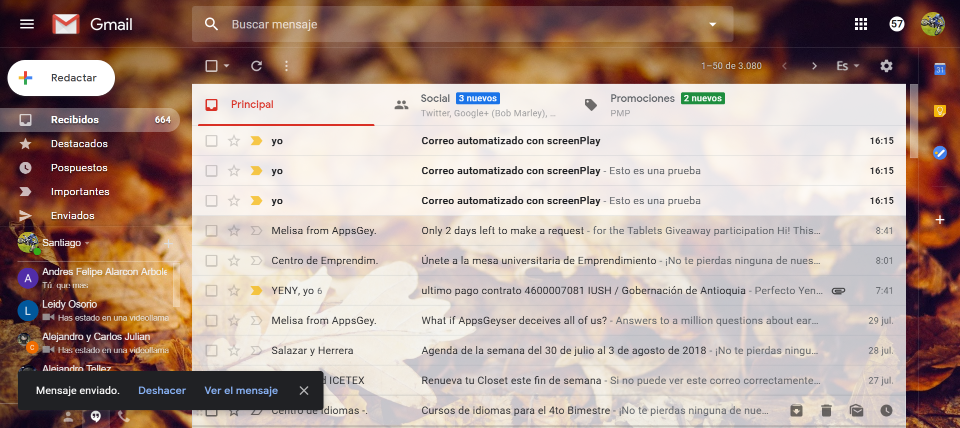 Gmail
Buscar mensaje
57
Redactar
1–50 de 3.080
Es
31
Recibidos 664
Destacados
Pospuestos
Importantes
Enviados
Santiago
A Andres Felipe Alarcon Arbole
Tú: que mas
L Leidy Osorio
Has estado en una videollama
Alejandro y Carlos Julian
C Has estado en una videollama
Alejandro Tellez
Principal
Social 3 nuevos
Twitter, Google+ (Bob Marley), ...
Promociones 2 nuevos
PMP
yo Correo automatizado con screenPlay 16:15
yo Correo automatizado con screenPlay - Esto es una prueba 16:15
yo Correo automatizado con screenPlay - Esto es una prueba 16:15
Melisa from AppsGey. Only 2 days left to make a request - for the Tablets Giveaway participation Hi! This... 8:41
Centro de Emprendim. Únete a la mesa universitaria de Emprendimiento - ¡No te pierdas ninguna de nues... 8:01
YENY, yo 6 ultimo pago contrato 4600007081 IUSH / Gobernación de Antioquia - Perfecto Yen... 7:41
Melisa from AppsGey. What if AppsGeyser deceives all of us? - Answers to a million questions about ear... 29 jul.
Salazar y Herrera Agenda de la semana del 30 de julio al 3 de agosto de 2018 - ¡No te pierdas ningu... 28 jul.
d ICETEX Renueva tu Closet este fin de semana - Si no puede ver este correo correctamente... 27 jul.
Centro de Idiomas -. Cursos de idiomas para el 4to Bimestre - ¡No te pierdas ninguna de nue...
Mensaje enviado. Deshacer Ver el mensaje